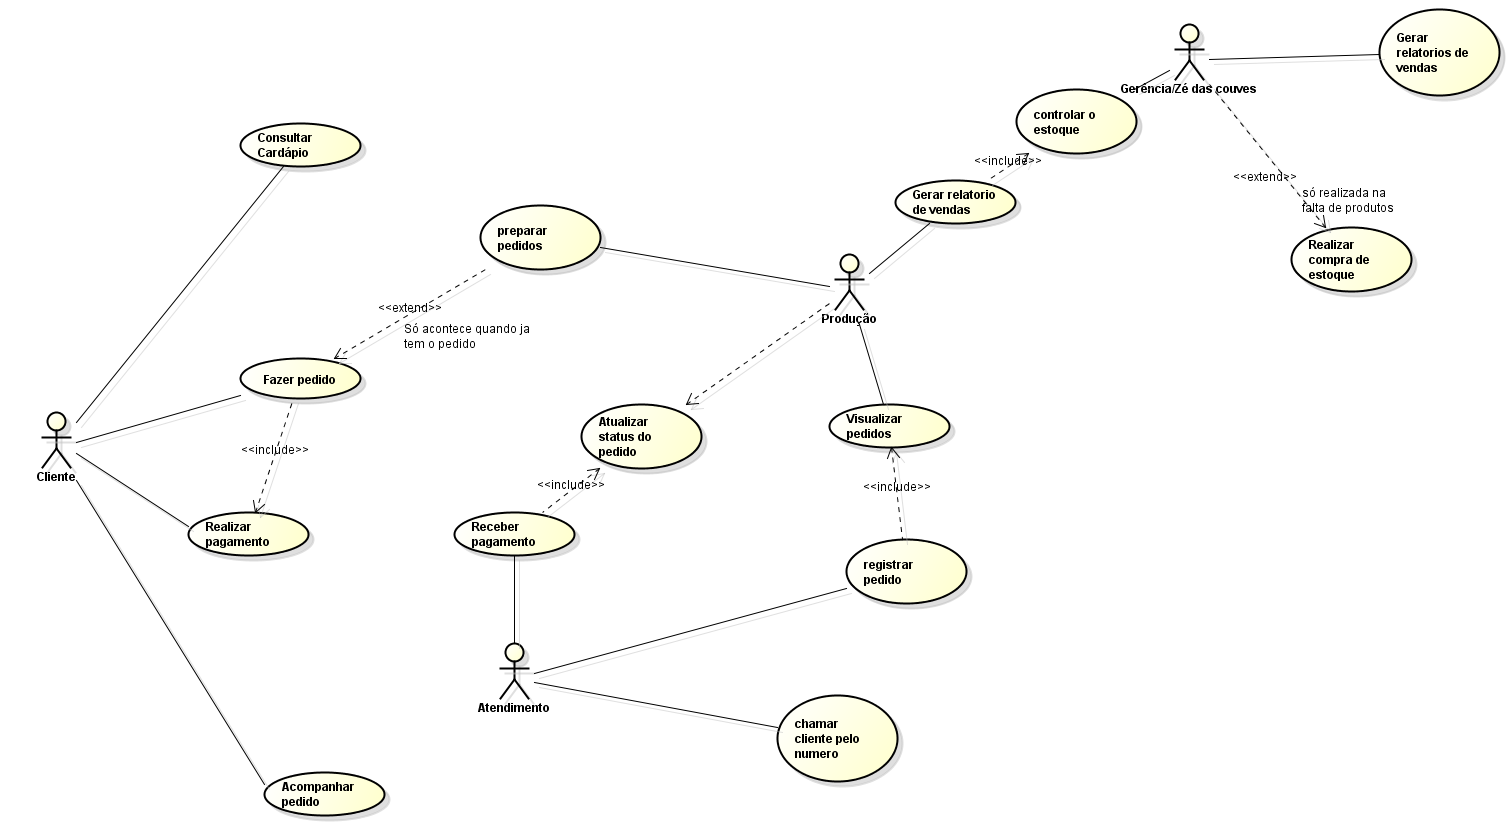 Gerar
relatorios de
vendas
Gerência/Zé das couves
controlar o
estoque
Consultar
Cardápio
<<include>>
<<extend>>
só realizada na
falta de produtos
Gerar relatorio
de vendas
preparar
pedidos
Realizar
compra de
estoque
<<extend>>
Só acontece quando ja
tem o pedido
Produção
Fazer pedido
Atualizar
status do
pedido
Visualizar
pedidos
<<include>>
Cliente
<<include>>
<<include>>
Realizar
pagamento
Receber
pagamento
registrar
pedido
Atendimento
chamar
cliente pelo
numero
Acompanhar
pedido